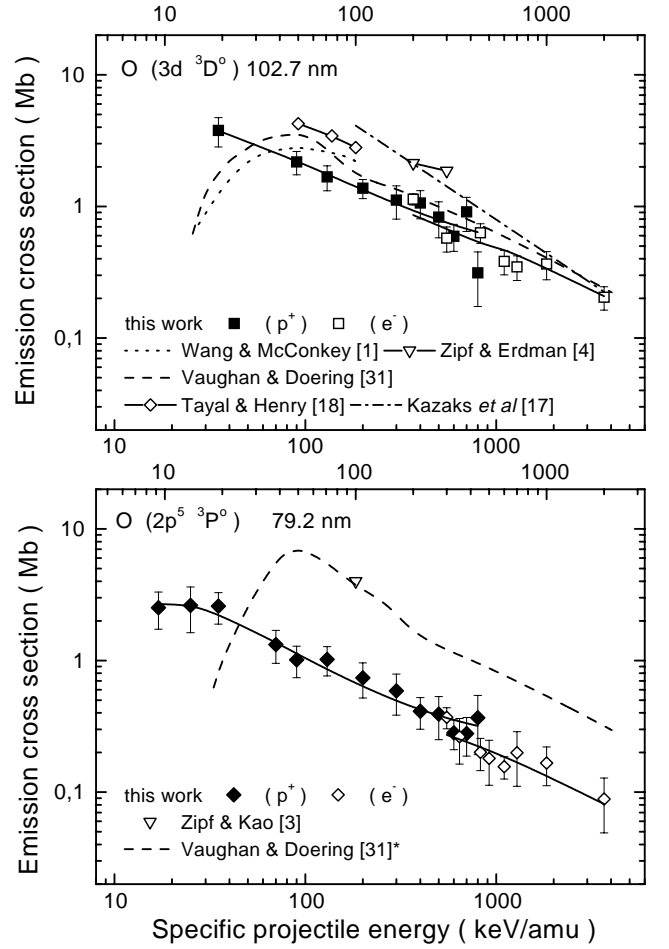 10 100 1000
O (3d ³Dᵒ) 102.7 nm
Emission cross section ( Mb )
10
1
0,1
this work ( p⁺ ) ( e⁻ )
Wang & McConkey [1] Zipf & Erdman [4]
Vaughan & Doering [31]
Tayal & Henry [18] Kazaks et al [17]
10 100 1000
10 100 1000
O (2p⁵ ³Pᵒ) 79.2 nm
Emission cross section ( Mb )
10
1
0,1
this work ( p⁺ ) ( e⁻ )
Zipf & Kao [3]
Vaughan & Doering [31]*
10 100 1000
Specific projectile energy ( keV/amu )